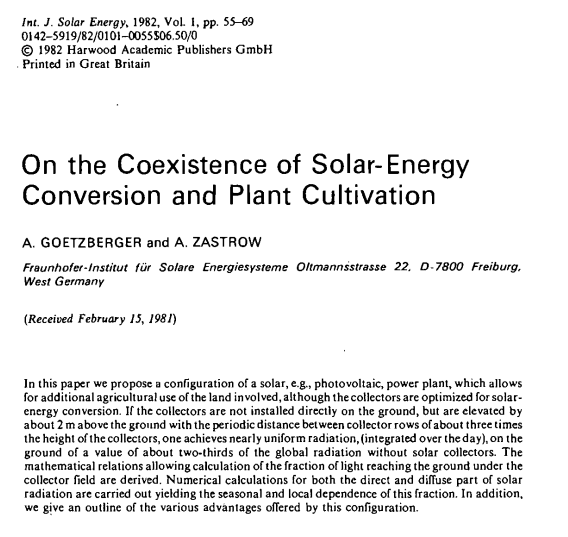 Int. J. Solar Energy, 1982, Vol. 1, pp. 55–69
0142–5919/82/0101–0055$06.50/0
© 1982 Harwood Academic Publishers GmbH
Printed in Great Britain
On the Coexistence of Solar-Energy
Conversion and Plant Cultivation
A. GOETZBERGER and A. ZASTROW
Fraunhofer-Institut für Solare Energiesysteme Oltmannsstrasse 22, D-7800 Freiburg,
West Germany
(Received February 15, 1981)
In this paper we propose a configuration of a solar, e.g., photovoltaic, power plant, which allows
for additional agricultural use of the land involved, although the collectors are optimized for solar-
energy conversion. If the collectors are not installed directly on the ground, but are elevated by
about 2 m above the ground with the periodic distance between collector rows of about three times
the height of the collectors, one achieves nearly uniform radiation, (integrated over the day), on the
ground of a value of about two-thirds of the global radiation without solar collectors. The
mathematical relations allowing calculation of the fraction of light reaching the ground under the
collector field are derived. Numerical calculations for both the direct and diffuse part of solar
radiation are carried out yielding the seasonal and local dependence of this fraction. In addition,
we give an outline of the various advantages offered by this configuration.